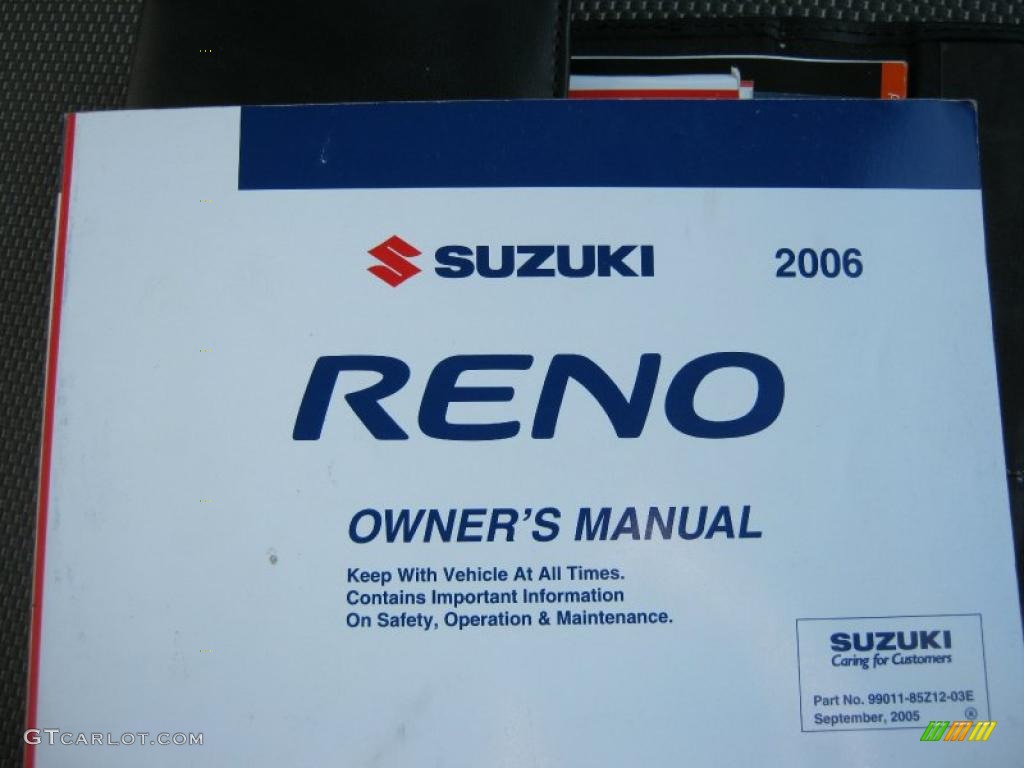 SUZUKI 2006
RENO
OWNER'S MANUAL
Keep With Vehicle At All Times.
Contains Important Information
On Safety, Operation & Maintenance.
SUZUKI
Caring for Customers
Part No. 99011-85Z12-03E
September, 2005 ®
GTCARLOT.COM